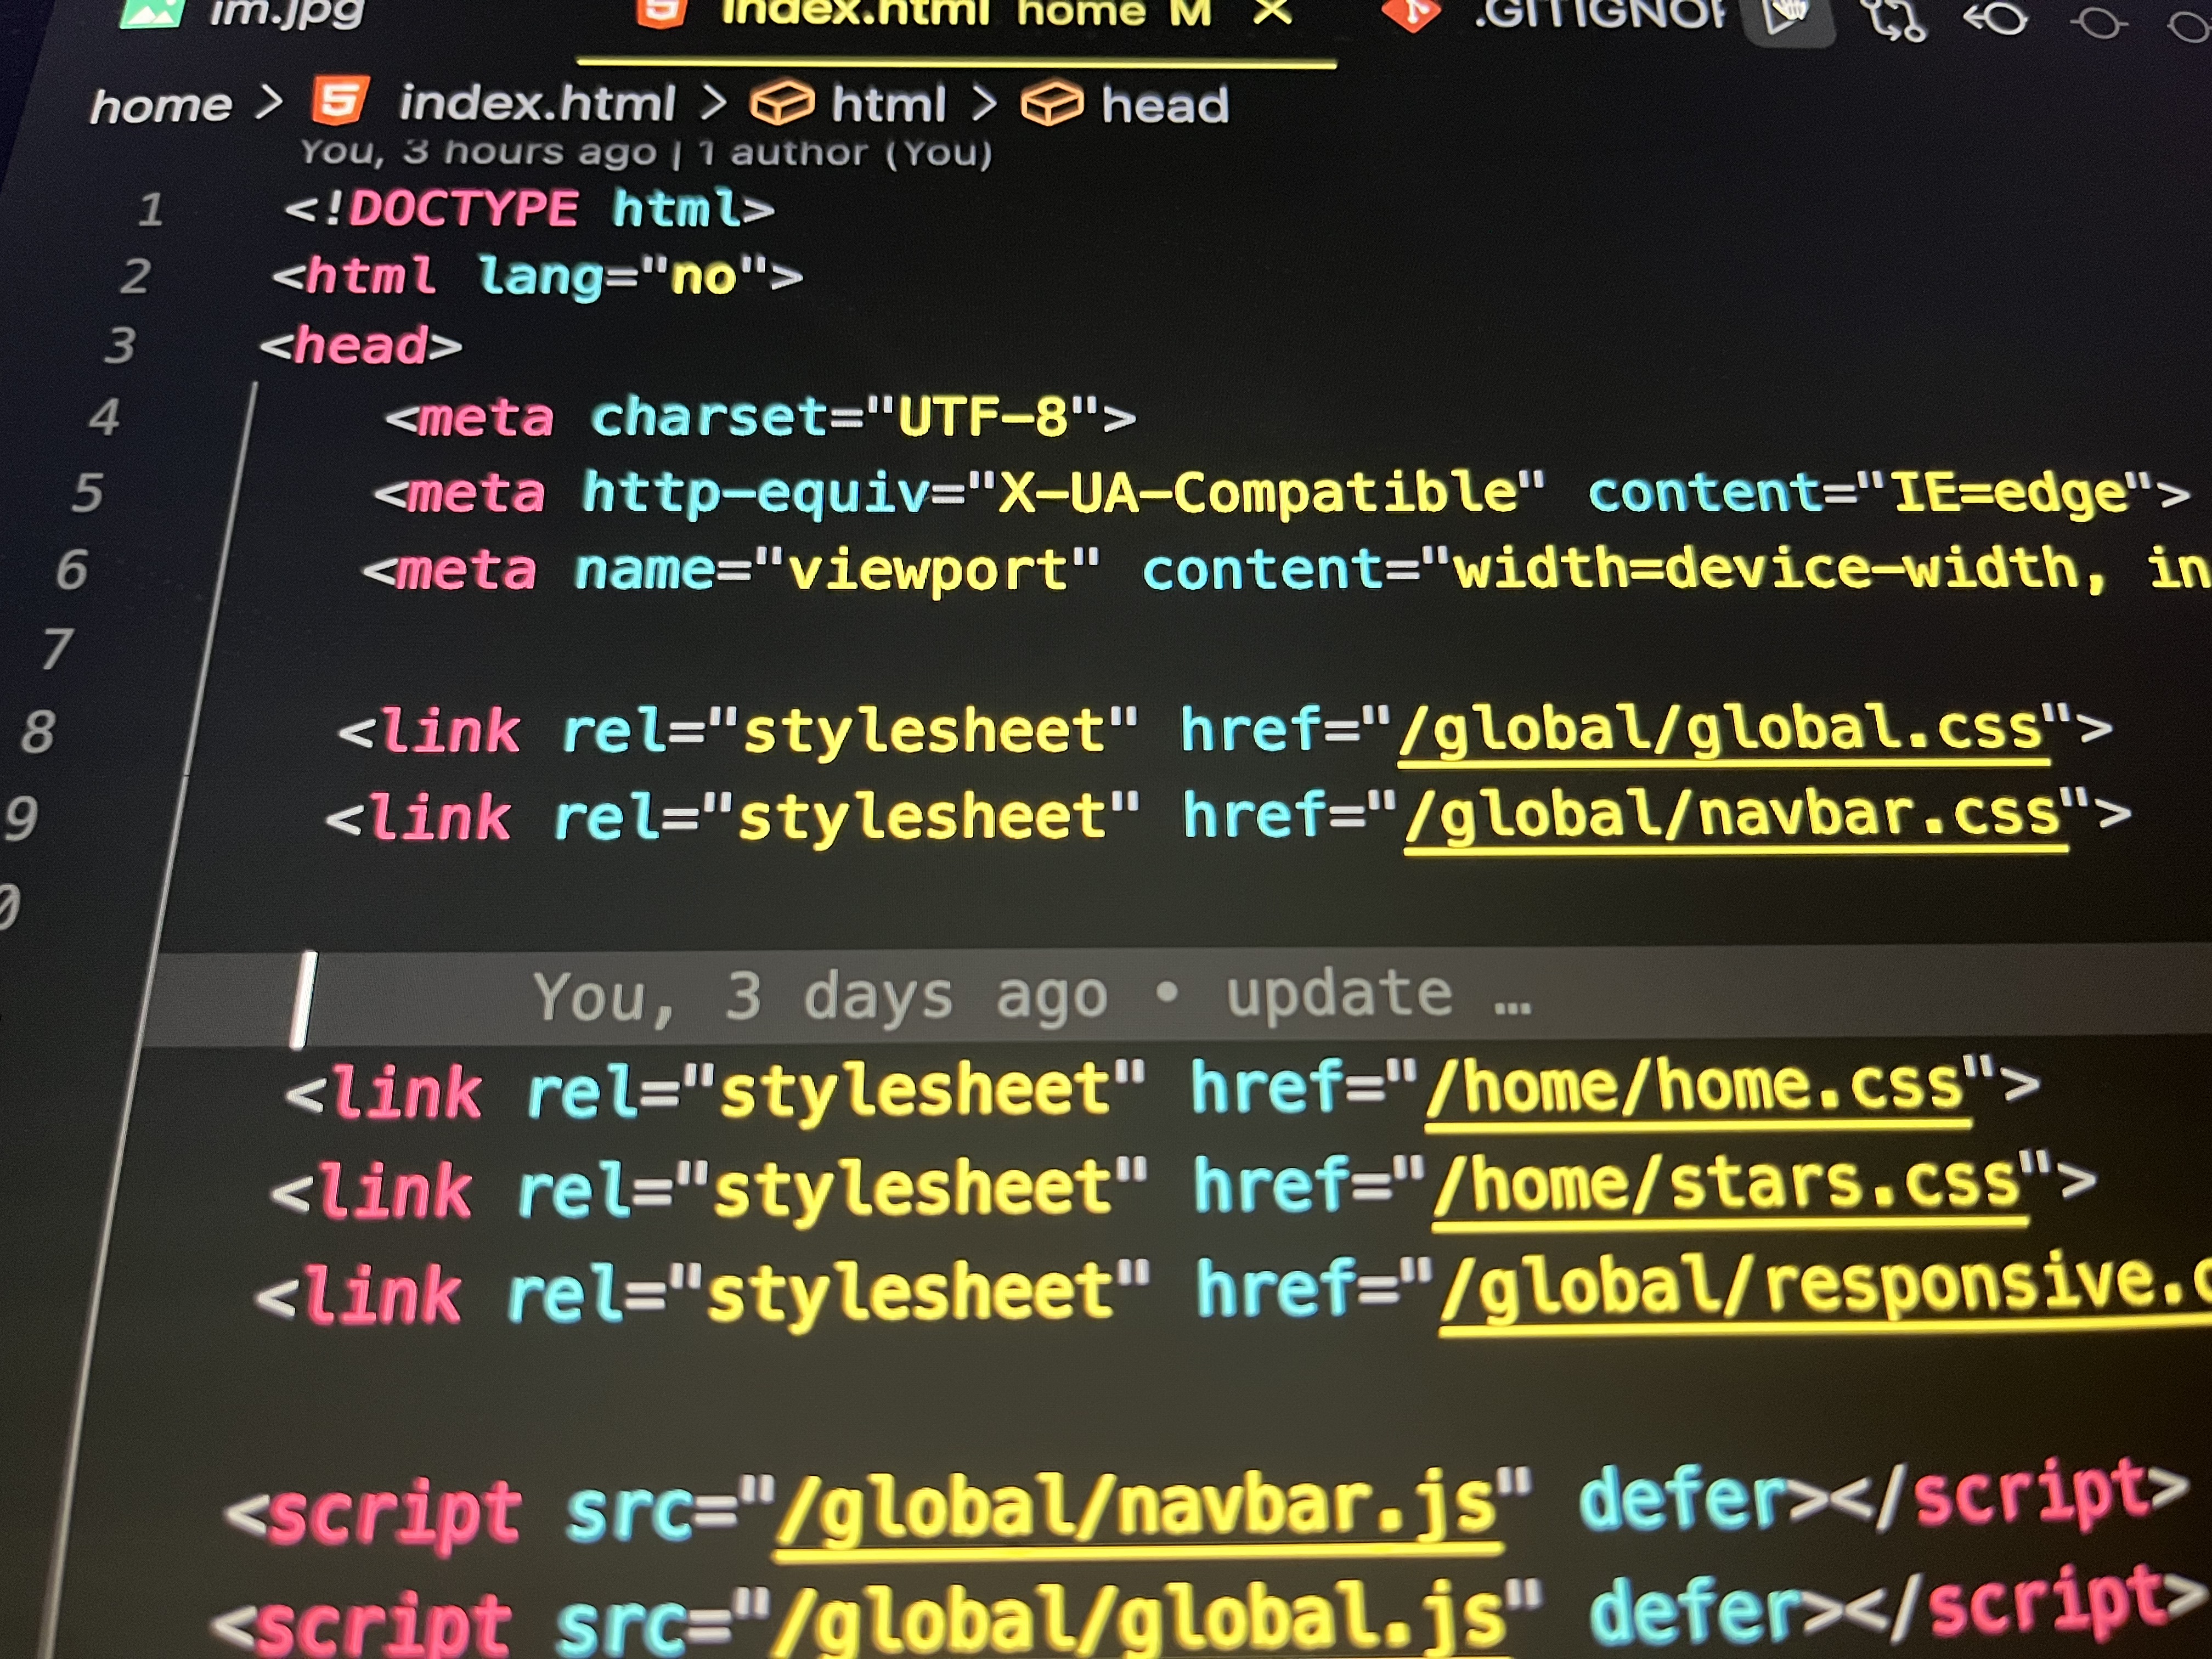 im.jpg index.html home M .GITIGNOR
home > index.html > html > head
You, 3 hours ago | 1 author (You)
1 <!DOCTYPE html>
2 <html lang="no">
3 <head>
4 <meta charset="UTF-8">
5 <meta http-equiv="X-UA-Compatible" content="IE=edge">
6 <meta name="viewport" content="width=device-width, in
7
8 <link rel="stylesheet" href="/global/global.css">
9 <link rel="stylesheet" href="/global/navbar.css">
0
You, 3 days ago • update …
<link rel="stylesheet" href="/home/home.css">
<link rel="stylesheet" href="/home/stars.css">
<link rel="stylesheet" href="/global/responsive.c
<script src="/global/navbar.js" defer></script>
<script src="/global/global.js" defer></script>